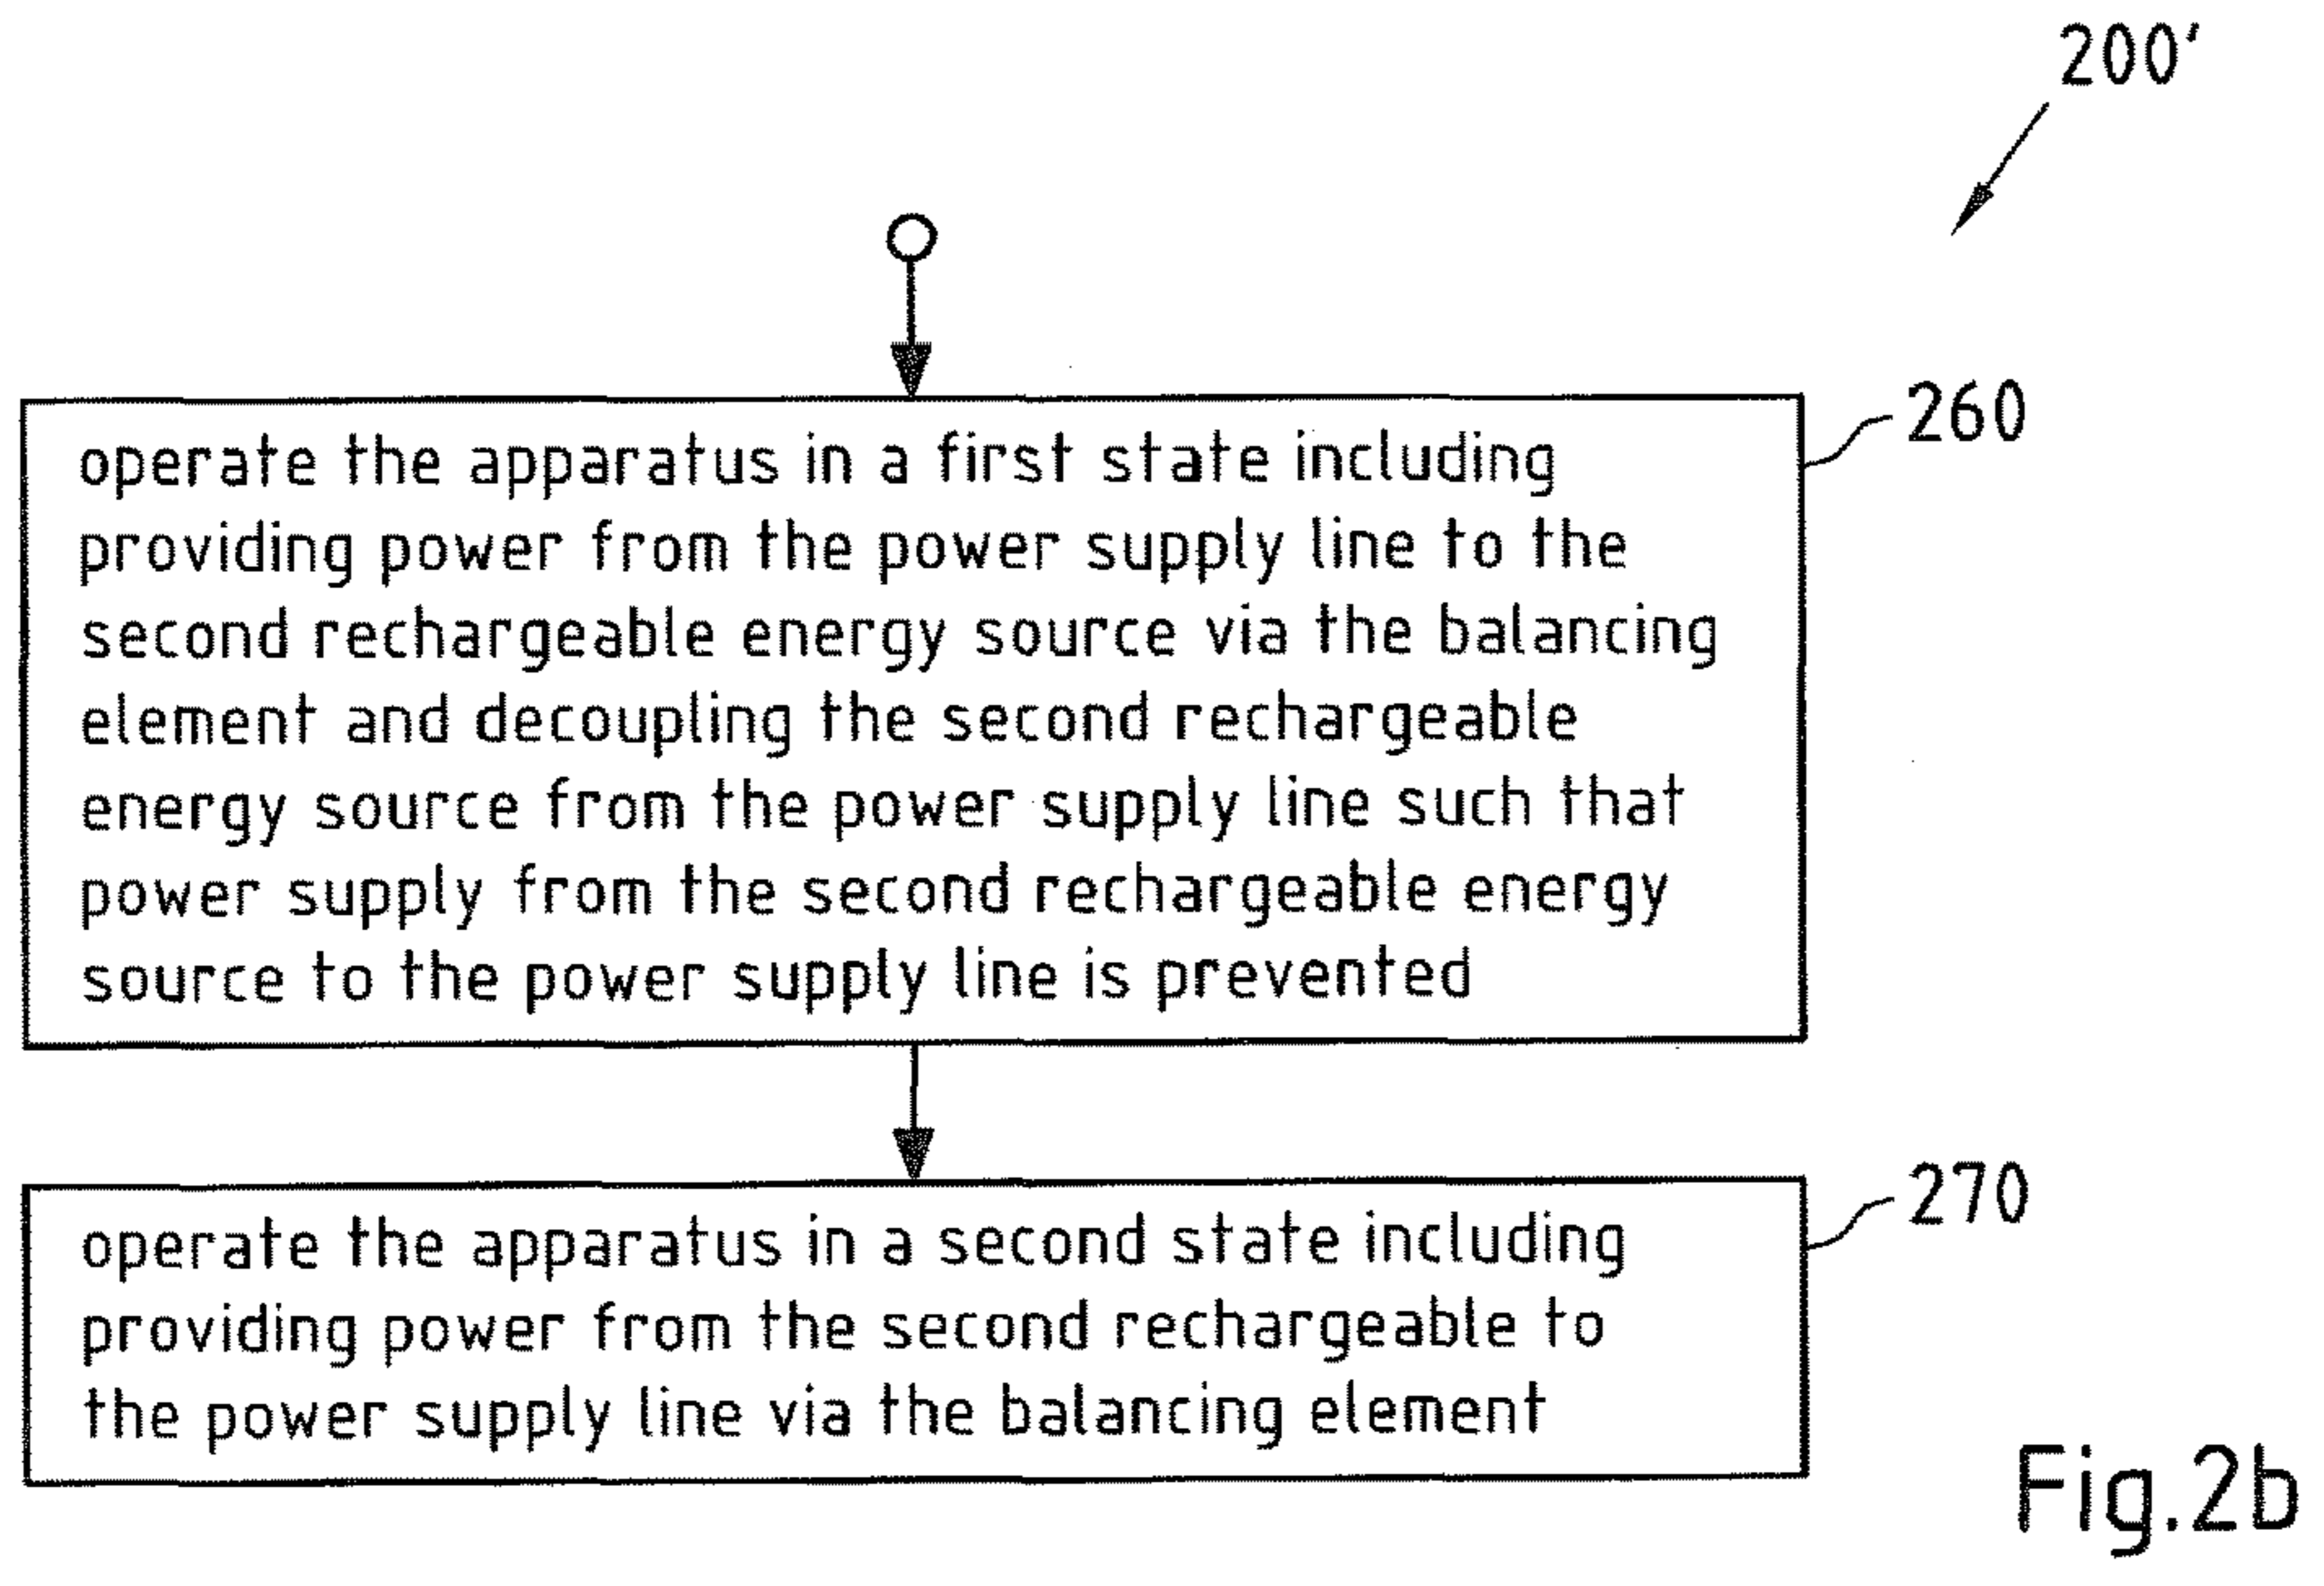 200'
260
operate the apparatus in a first state including
providing power from the power supply line to the
second rechargeable energy source via the balancing
element and decoupling the second rechargeable
energy source from the power supply line such that
power supply from the second rechargeable energy
source to the power supply line is prevented
270
operate the apparatus in a second state including
providing power from the second rechargeable to
the power supply line via the balancing element
Fig.2b